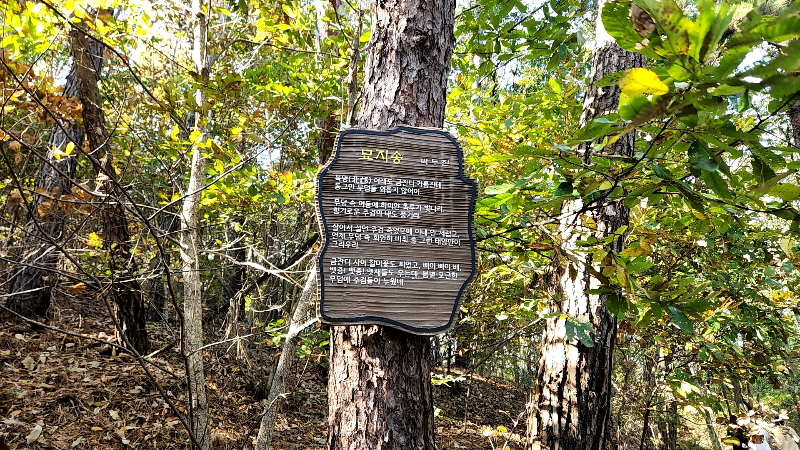 묘지송
박두진
북망(北邙) 이래도 금잔디 기름진데
동그만 무덤들 외롭지 않어이.
무덤 속 어둠에 하이얀 촉루가 빛나리.
향기로운 주검의 내도 풍기리.
살아서 설던 주검 죽었으매 이내 안 서럽고,
언제 무덤 속 화안히 비춰 줄 그런 태양만이
그리우리.
금잔디 사이 할미꽃도 피었고, 삐이 삐이 배,
뱃종! 뱃종! 멧새들도 우는데, 봄볕 포근한
무덤에 주검들이 누웠네.